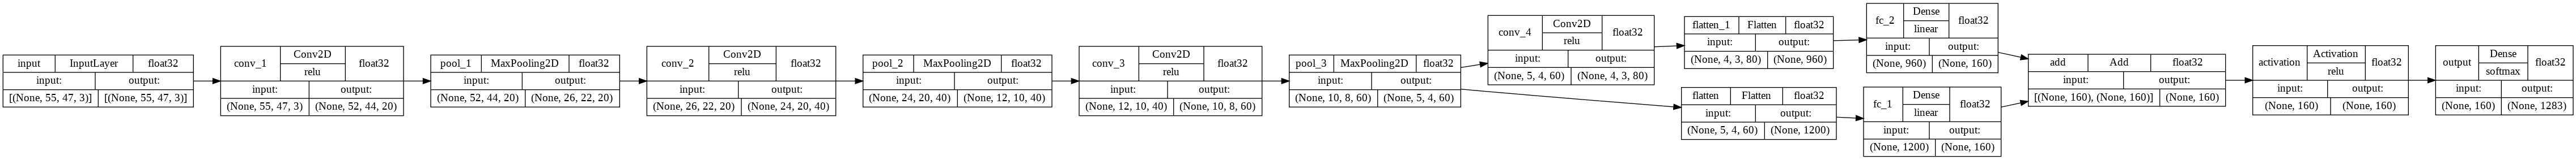 input InputLayer float32
input: output:
[(None, 55, 47, 3)] [(None, 55, 47, 3)]
conv_1 Conv2D relu float32
input: output:
(None, 55, 47, 3) (None, 52, 44, 20)
pool_1 MaxPooling2D float32
input: output:
(None, 52, 44, 20) (None, 26, 22, 20)
conv_2 Conv2D relu float32
input: output:
(None, 26, 22, 20) (None, 24, 20, 40)
pool_2 MaxPooling2D float32
input: output:
(None, 24, 20, 40) (None, 12, 10, 40)
conv_3 Conv2D relu float32
input: output:
(None, 12, 10, 40) (None, 10, 8, 60)
pool_3 MaxPooling2D float32
input: output:
(None, 10, 8, 60) (None, 5, 4, 60)
conv_4 Conv2D relu float32
input: output:
(None, 5, 4, 60) (None, 4, 3, 80)
flatten_1 Flatten float32
input: output:
(None, 4, 3, 80) (None, 960)
fc_2 Dense linear float32
input: output:
(None, 960) (None, 160)
flatten Flatten float32
input: output:
(None, 5, 4, 60) (None, 1200)
fc_1 Dense linear float32
input: output:
(None, 1200) (None, 160)
add Add float32
input: output:
[(None, 160), (None, 160)] (None, 160)
activation Activation relu float32
input: output:
(None, 160) (None, 160)
output Dense softmax float32
input: output:
(None, 160) (None, 1283)